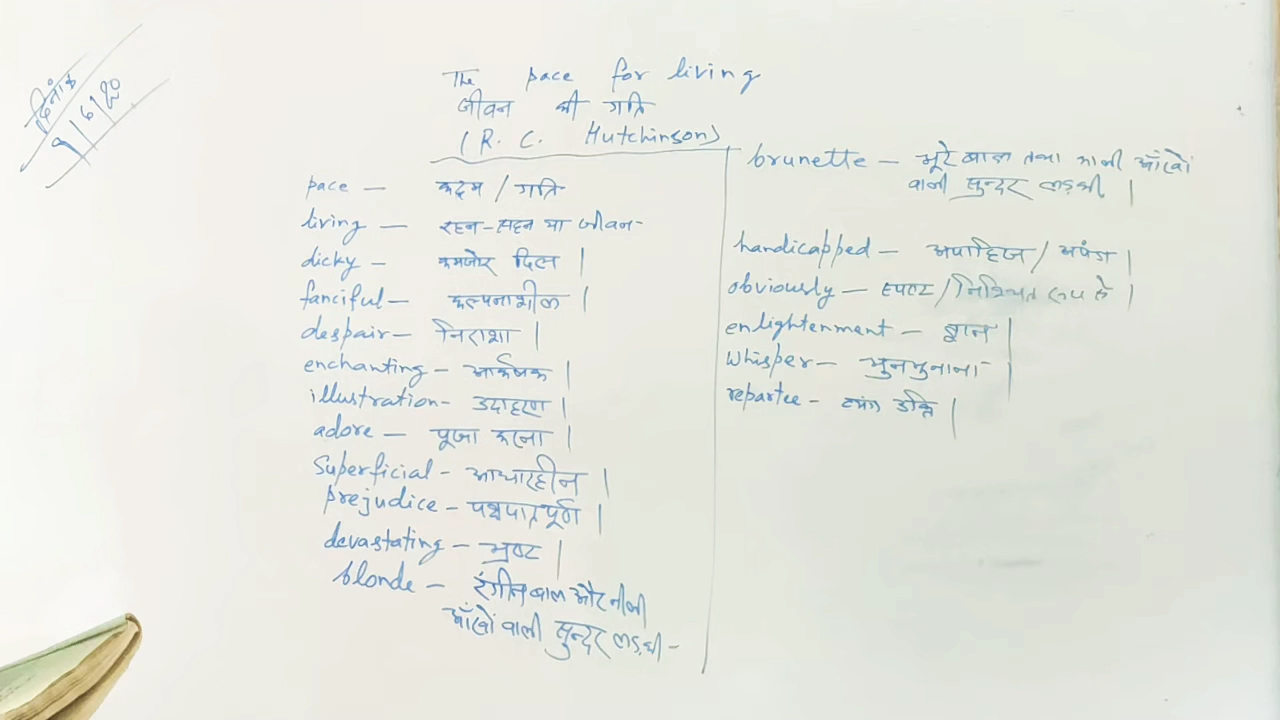 दिनांक
9/6/20
The pace for living
जीवन की गति
(R. C. Hutchinson)
pace — कदम / गति
living — रहन-सहन या जीवन-
dicky — कमजोर दिल |
fanciful — कल्पनाशील |
despair — निराशा |
enchanting - आकर्षक |
illustration - उदाहरण |
adore — पूजा करना |
Superficial - आधारहीन |
prejudice - पक्षपातपूर्ण |
devastating - भ्रष्ट |
blonde - रंगीन बाल और नीली
आँखों वाली सुन्दर लड़की -
brunette - भूरे बाल तथा काली आँखों
वाली सुन्दर लड़की |
handicapped - अपाहिज / अपंग |
obviously — स्पष्ट / निश्चित रूप से |
enlightenment - ज्ञान |
Whisper - भुनभुनाना |
repartee - व्यंग उक्ति |